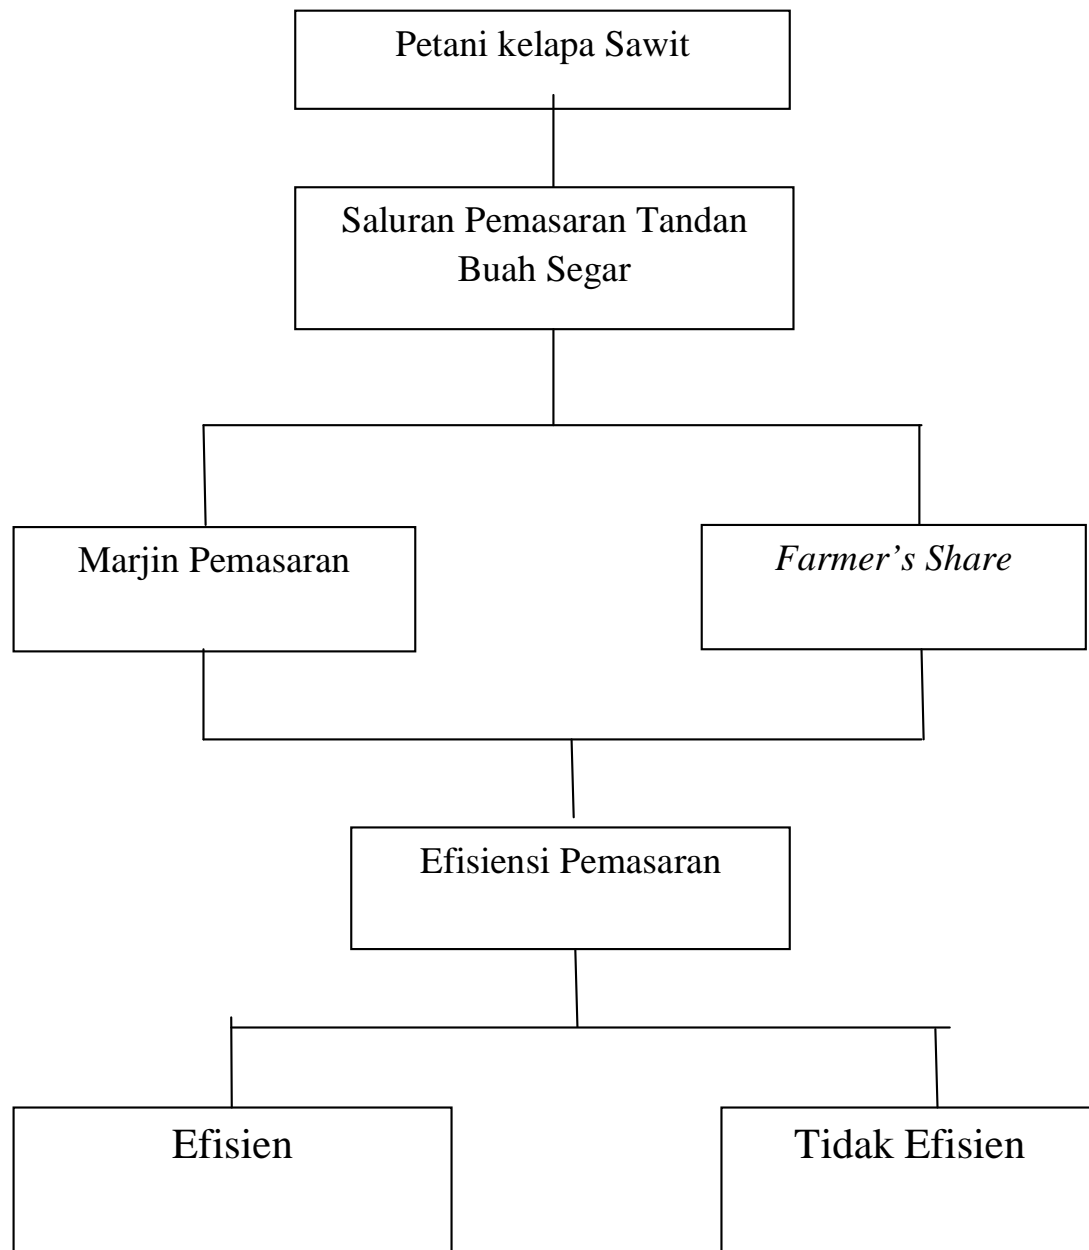 Petani kelapa Sawit
Saluran Pemasaran Tandan
Buah Segar
Marjin Pemasaran
Farmer’s Share
Efisiensi Pemasaran
Efisien
Tidak Efisien